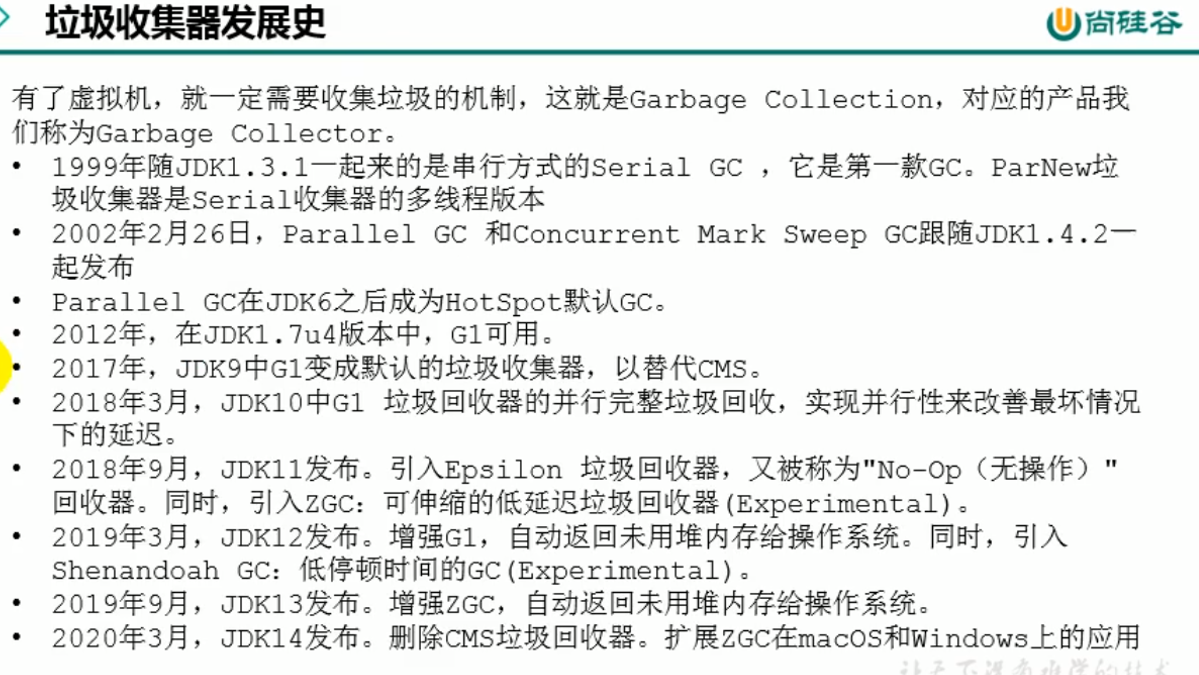 垃圾收集器发展史
尚硅谷
有了虚拟机，就一定需要收集垃圾的机制，这就是Garbage Collection，对应的产品我
们称为Garbage Collector。
• 1999年随JDK1.3.1一起来的是串行方式的Serial GC ，它是第一款GC。ParNew垃
圾收集器是Serial收集器的多线程版本
• 2002年2月26日，Parallel GC 和Concurrent Mark Sweep GC跟随JDK1.4.2一
起发布
• Parallel GC在JDK6之后成为HotSpot默认GC。
• 2012年，在JDK1.7u4版本中，G1可用。
• 2017年，JDK9中G1变成默认的垃圾收集器，以替代CMS。
• 2018年3月，JDK10中G1 垃圾回收器的并行完整垃圾回收，实现并行性来改善最坏情况
下的延迟。
• 2018年9月，JDK11发布。引入Epsilon 垃圾回收器，又被称为"No-Op（无操作）"
回收器。同时，引入ZGC：可伸缩的低延迟垃圾回收器(Experimental)。
• 2019年3月，JDK12发布。增强G1，自动返回未用堆内存给操作系统。同时，引入
Shenandoah GC：低停顿时间的GC(Experimental)。
• 2019年9月，JDK13发布。增强ZGC，自动返回未用堆内存给操作系统。
• 2020年3月，JDK14发布。删除CMS垃圾回收器。扩展ZGC在macOS和Windows上的应用